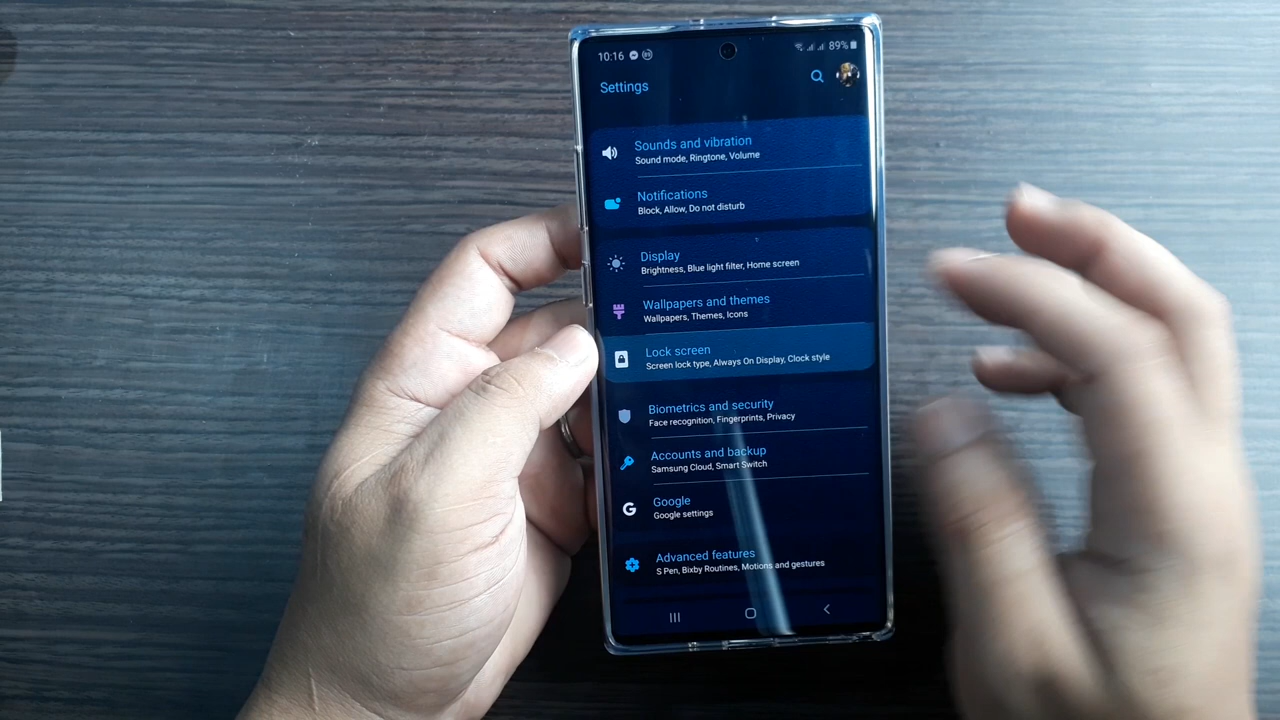 10:16 89%
Settings
Sounds and vibration
Sound mode, Ringtone, Volume
Notifications
Block, Allow, Do not disturb
Display
Brightness, Blue light filter, Home screen
Wallpapers and themes
Wallpapers, Themes, Icons
Lock screen
Screen lock type, Always On Display, Clock style
Biometrics and security
Face recognition, Fingerprints, Privacy
Accounts and backup
Samsung Cloud, Smart Switch
G
Google
Google settings
Advanced features
S Pen, Bixby Routines, Motions and gestures